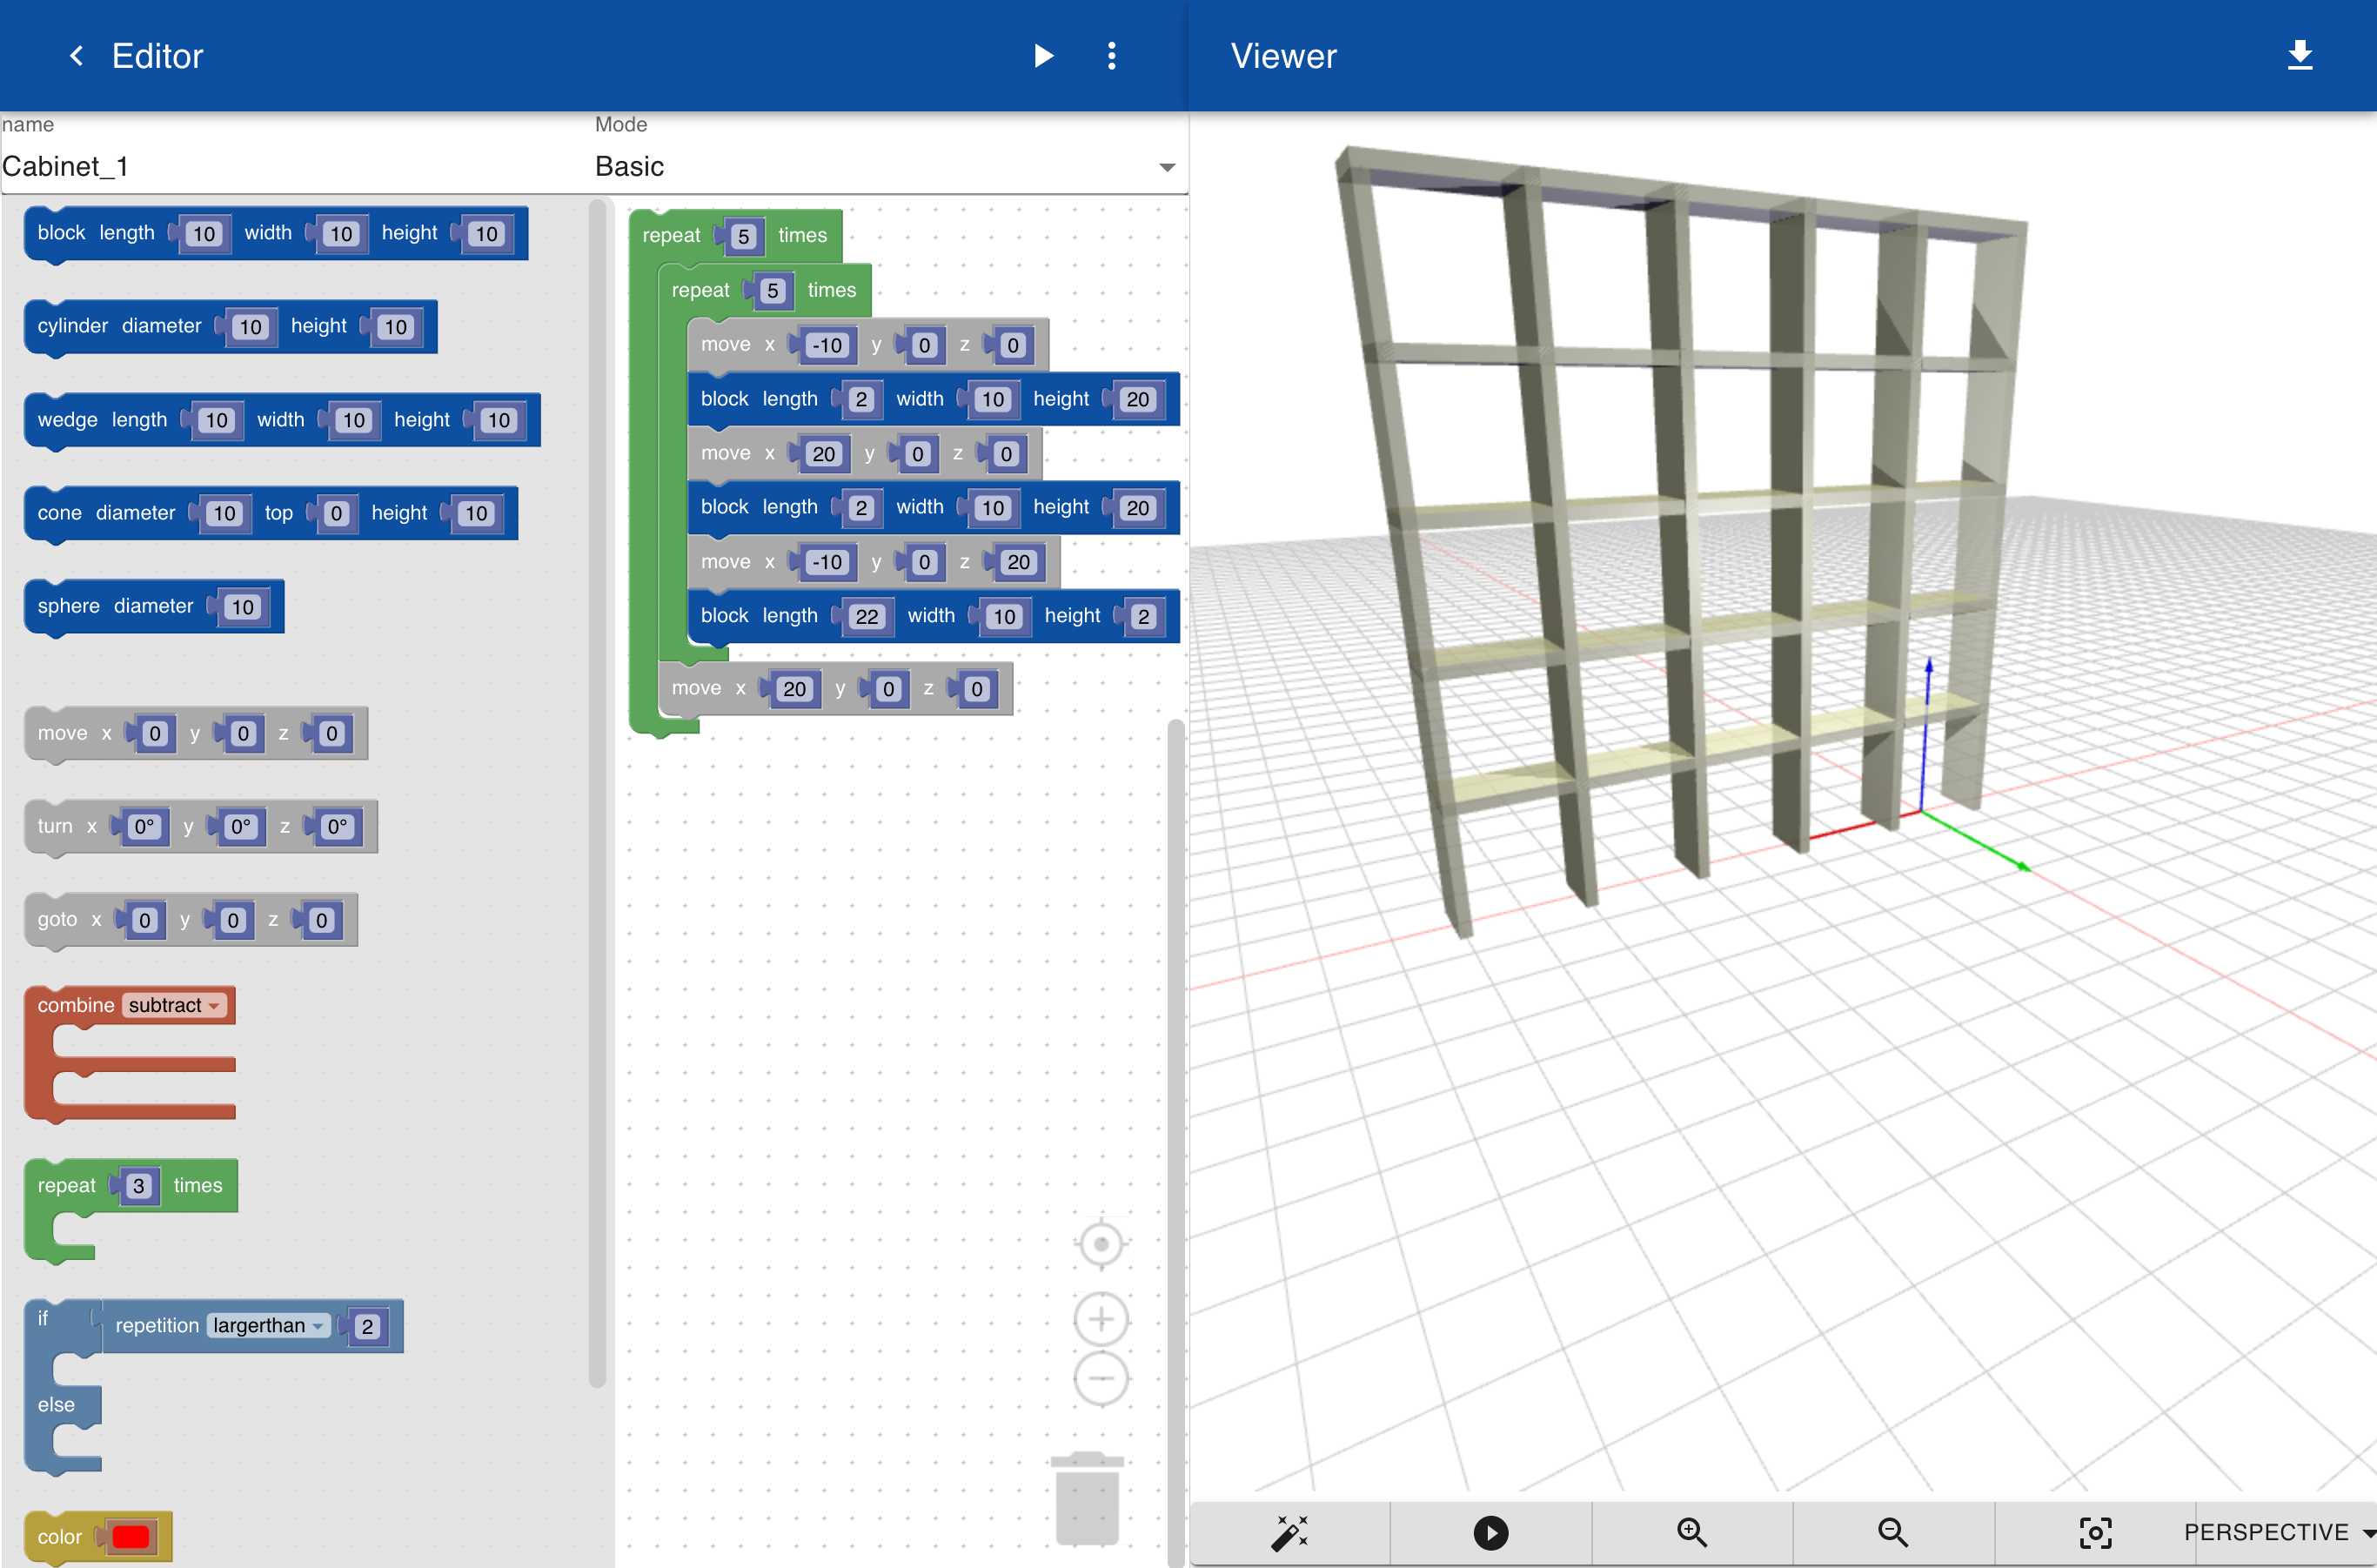 Editor
Viewer
name
Mode
Cabinet_1
Basic
block length 10 width 10 height 10
cylinder diameter 10 height 10
wedge length 10 width 10 height 10
cone diameter 10 top 0 height 10
sphere diameter 10
move x 0 y 0 z 0
turn x 0° y 0° z 0°
goto x 0 y 0 z 0
combine subtract
repeat 3 times
if repetition largerthan 2
else
color
repeat 5 times
repeat 5 times
move x -10 y 0 z 0
block length 2 width 10 height 20
move x 20 y 0 z 0
block length 2 width 10 height 20
move x -10 y 0 z 20
block length 22 width 10 height 2
move x 20 y 0 z 0
PERSPECTIVE